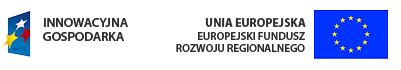 INNOWACYJNA
GOSPODARKA
UNIA EUROPEJSKA
EUROPEJSKI FUNDUSZ
ROZWOJU REGIONALNEGO